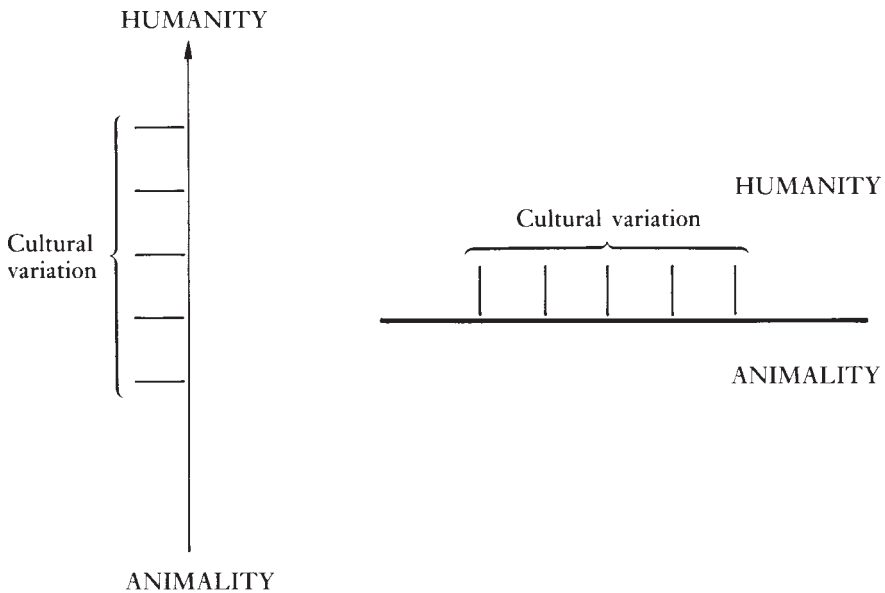 HUMANITY
Cultural
variation
ANIMALITY
HUMANITY
Cultural variation
ANIMALITY